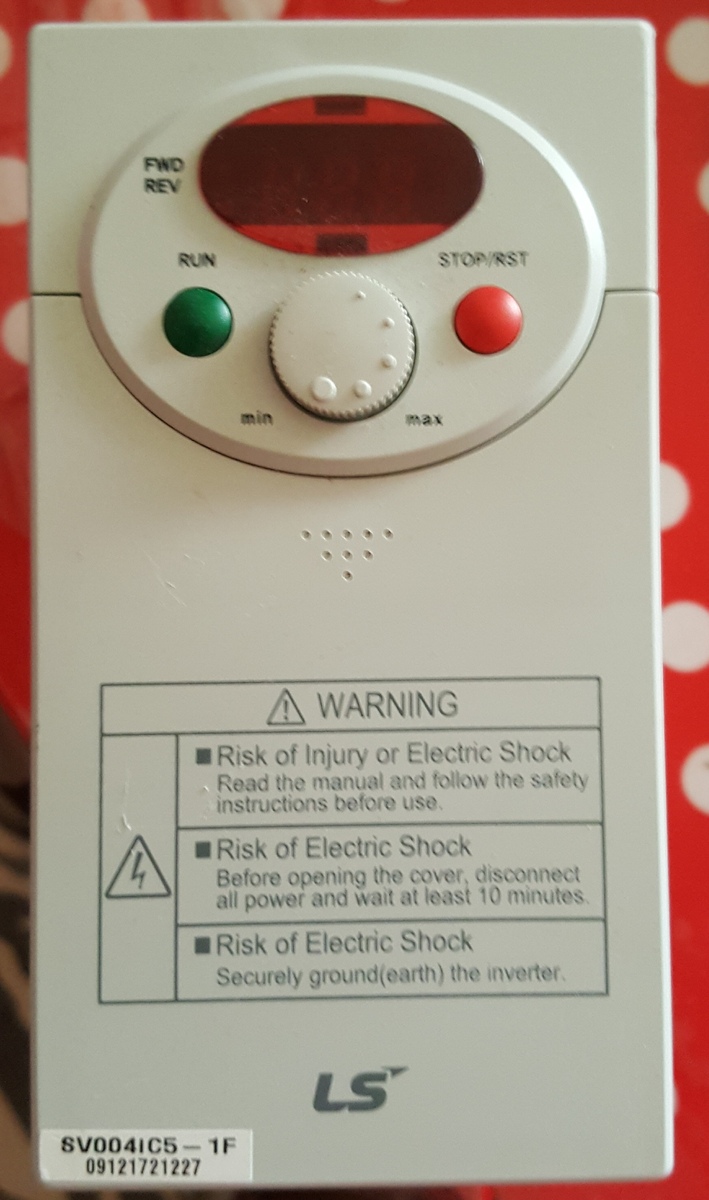 FWD
REV
RUN
STOP/RST
min
max
WARNING
Risk of Injury or Electric Shock
Read the manual and follow the safety
instructions before use.
Risk of Electric Shock
Before opening the cover, disconnect
all power and wait at least 10 minutes.
Risk of Electric Shock
Securely ground(earth) the inverter.
LS
SV004IC5 – 1F
09121721227